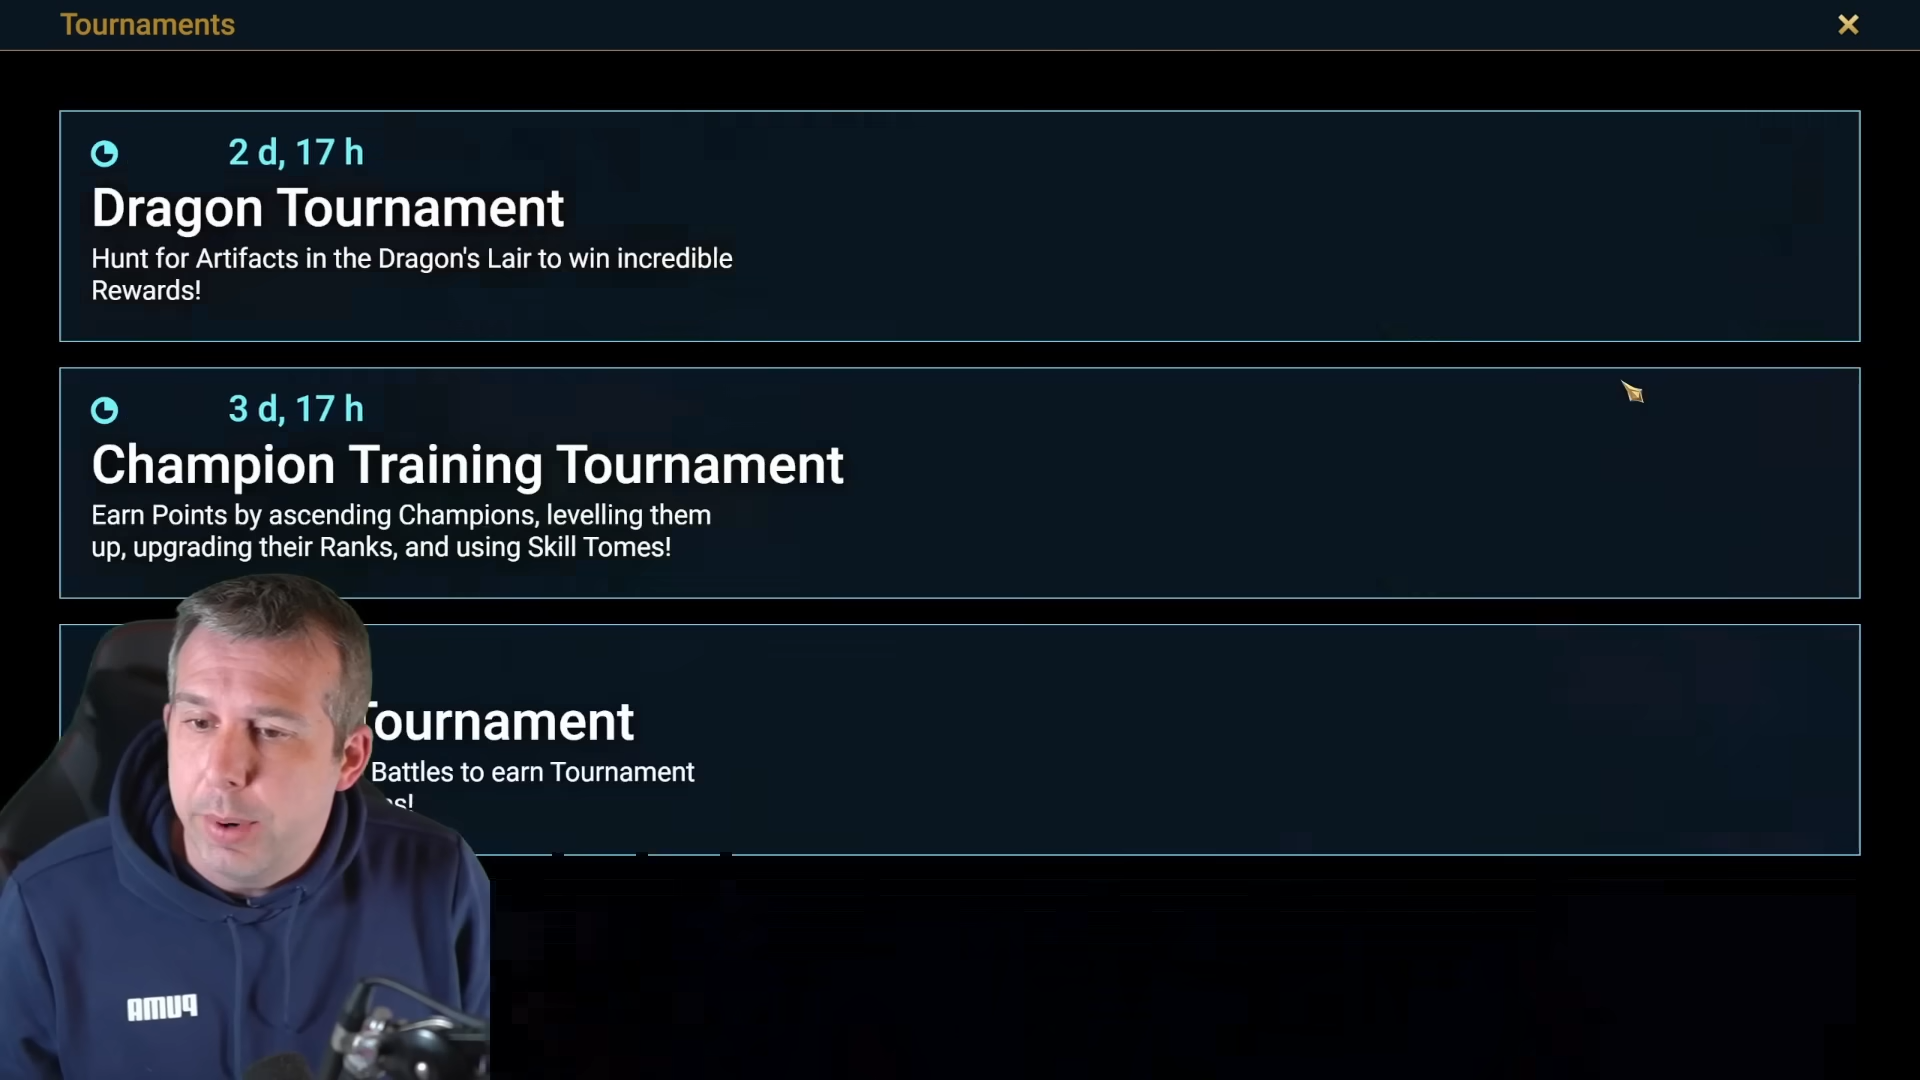 Tournaments
2 d, 17 h
Dragon Tournament
Hunt for Artifacts in the Dragon's Lair to win incredible
Rewards!
3 d, 17 h
Champion Training Tournament
Earn Points by ascending Champions, levelling them
up, upgrading their Ranks, and using Skill Tomes!
Tournament
Battles to earn Tournament
PUMA